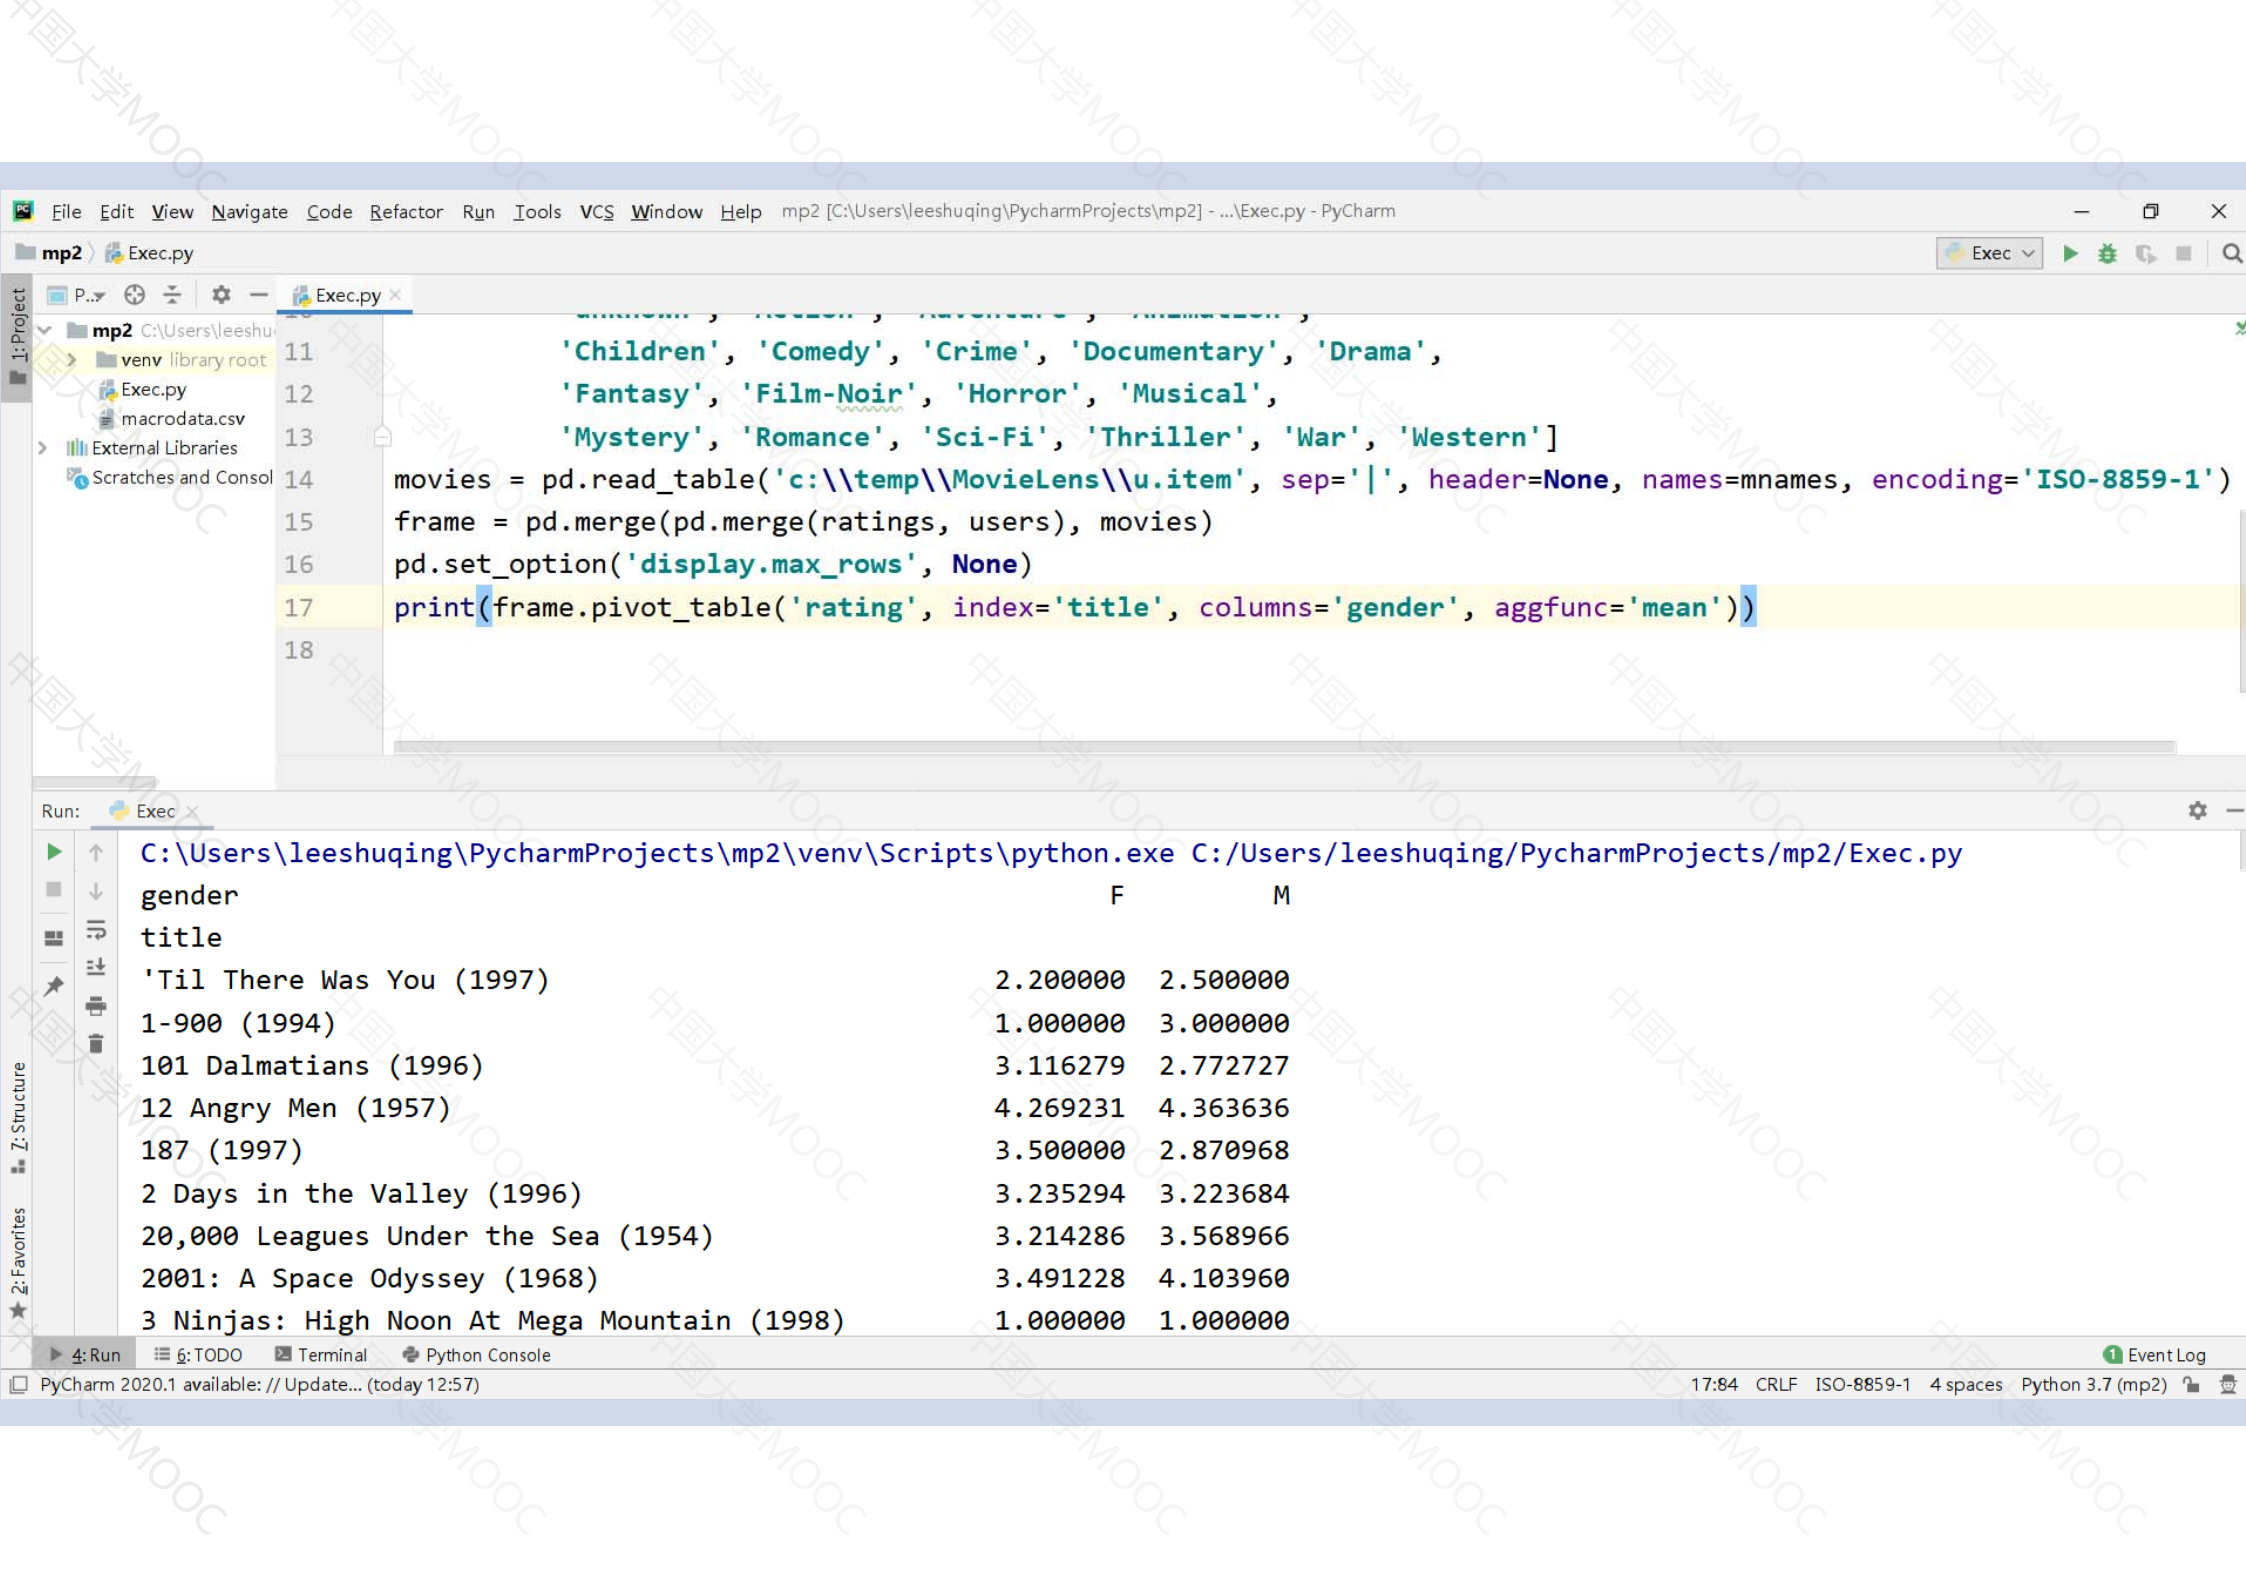 File Edit View Navigate Code Refactor Run Tools VCS Window Help mp2 [C:\Users\leeshuqing\PycharmProjects\mp2] - ...\Exec.py - PyCharm
mp2 Exec.py Exec
1: Project P.. Exec.py
mp2 C:\Users\leeshu
venv library root
Exec.py
macrodata.csv
External Libraries
Scratches and Consol
11 'Children', 'Comedy', 'Crime', 'Documentary', 'Drama',
12 'Fantasy', 'Film-Noir', 'Horror', 'Musical',
13 'Mystery', 'Romance', 'Sci-Fi', 'Thriller', 'War', 'Western']
14 movies = pd.read_table('c:\\temp\\MovieLens\\u.item', sep='|', header=None, names=mnames, encoding='ISO-8859-1')
15 frame = pd.merge(pd.merge(ratings, users), movies)
16 pd.set_option('display.max_rows', None)
17 print(frame.pivot_table('rating', index='title', columns='gender', aggfunc='mean'))
18
Run: Exec
C:\Users\leeshuqing\PycharmProjects\mp2\venv\Scripts\python.exe C:/Users/leeshuqing/PycharmProjects/mp2/Exec.py
gender F M
title
'Til There Was You (1997) 2.200000 2.500000
1-900 (1994) 1.000000 3.000000
101 Dalmatians (1996) 3.116279 2.772727
12 Angry Men (1957) 4.269231 4.363636
187 (1997) 3.500000 2.870968
2 Days in the Valley (1996) 3.235294 3.223684
20,000 Leagues Under the Sea (1954) 3.214286 3.568966
2001: A Space Odyssey (1968) 3.491228 4.103960
3 Ninjas: High Noon At Mega Mountain (1998) 1.000000 1.000000
Z: Structure
2: Favorites
4: Run 6: TODO Terminal Python Console 1 Event Log
PyCharm 2020.1 available: // Update... (today 12:57) 17:84 CRLF ISO-8859-1 4 spaces Python 3.7 (mp2)
中国大学MOOC